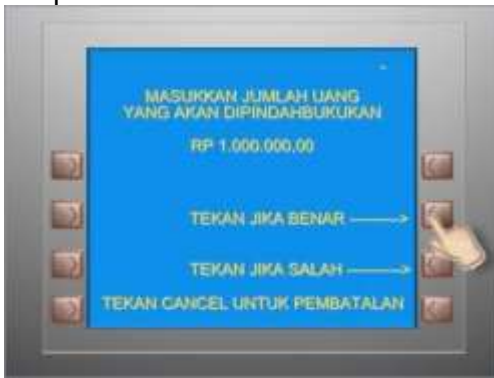 MASUKKAN JUMLAH UANG
YANG AKAN DIPINDAHBUKUKAN
RP 1.000.000,00
TEKAN JIKA BENAR -------->
TEKAN JIKA SALAH -------->
TEKAN CANCEL UNTUK PEMBATALAN